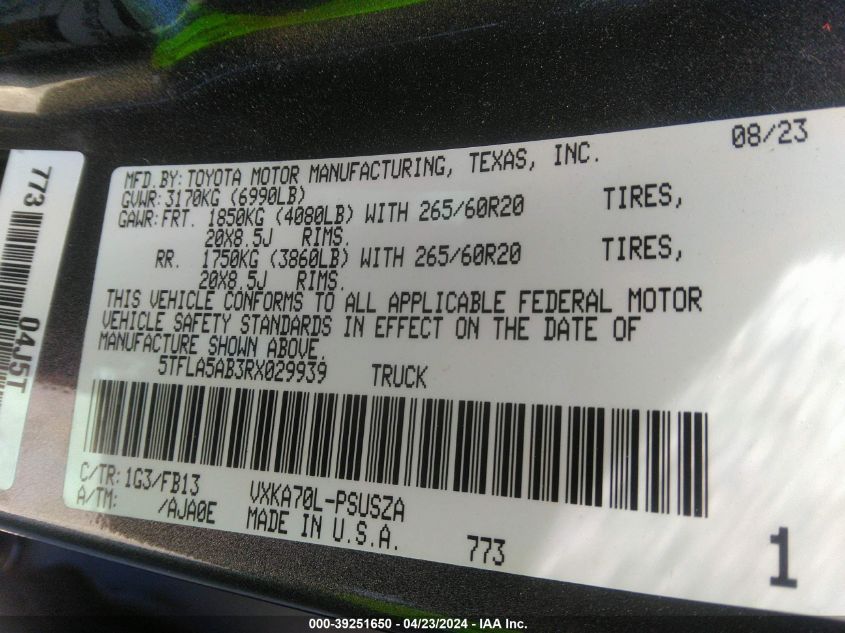 08/23
MFD.BY: TOYOTA MOTOR MANUFACTURING, TEXAS, INC.
GVWR: 3170KG (6990LB)
GAWR: FRT. 1850KG (4080LB) WITH 265/60R20 TIRES,
20X8.5J RIMS.
RR. 1750KG (3860LB) WITH 265/60R20 TIRES,
20X8.5J RIMS.
THIS VEHICLE CONFORMS TO ALL APPLICABLE FEDERAL MOTOR
VEHICLE SAFETY STANDARDS IN EFFECT ON THE DATE OF
MANUFACTURE SHOWN ABOVE.
5TFLA5AB3RX029939 TRUCK
C/TR: 1G3/FB13 VXKA70L-PSUSZA
A/TM: /AJA0E MADE IN U.S.A. 773
1
773
04J5T
000-39251650 - 04/23/2024 - IAA Inc.